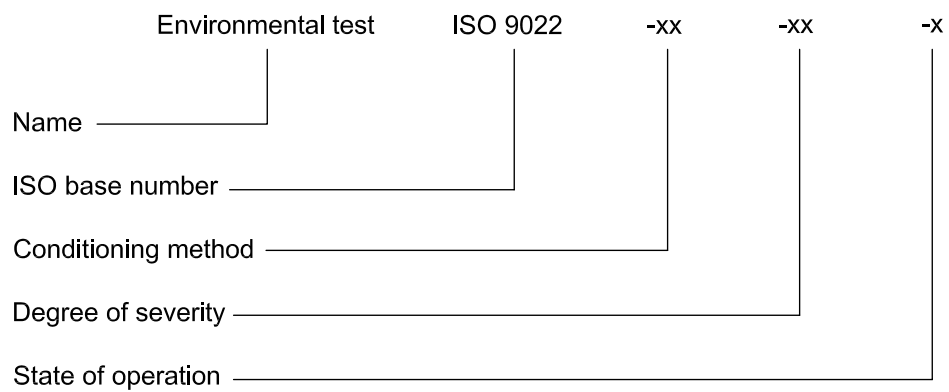 Environmental test ISO 9022 -xx -xx -x
Name
ISO base number
Conditioning method
Degree of severity
State of operation